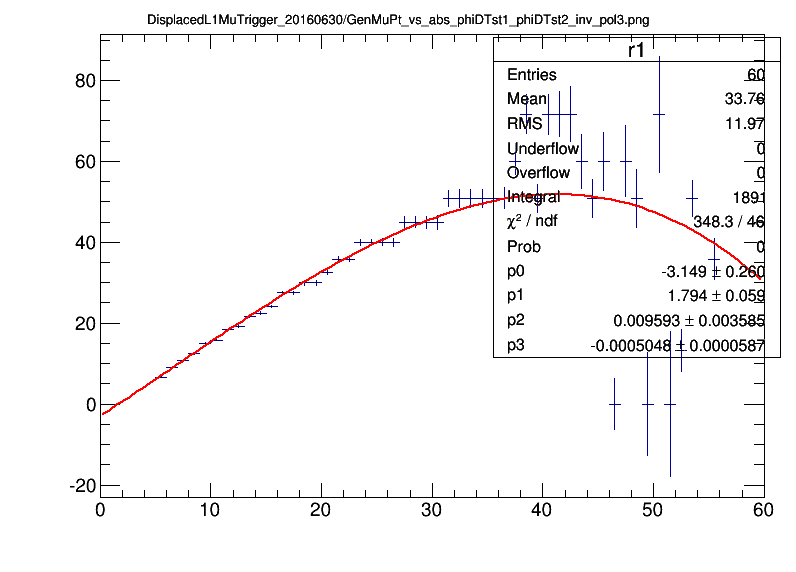 DisplacedL1MuTrigger_20160630/GenMuPt_vs_abs_phiDTst1_phiDTst2_inv_pol3.png
r1
Entries 60
Mean 33.76
RMS 11.97
Underflow 0
Overflow 0
Integral 1891
χ² / ndf 348.3 / 46
Prob 0
p0 -3.149 ± 0.260
p1 1.794 ± 0.059
p2 0.009593 ± 0.003585
p3 -0.0005048 ± 0.0000587
80
60
40
20
0
-20
0 10 20 30 40 50 60